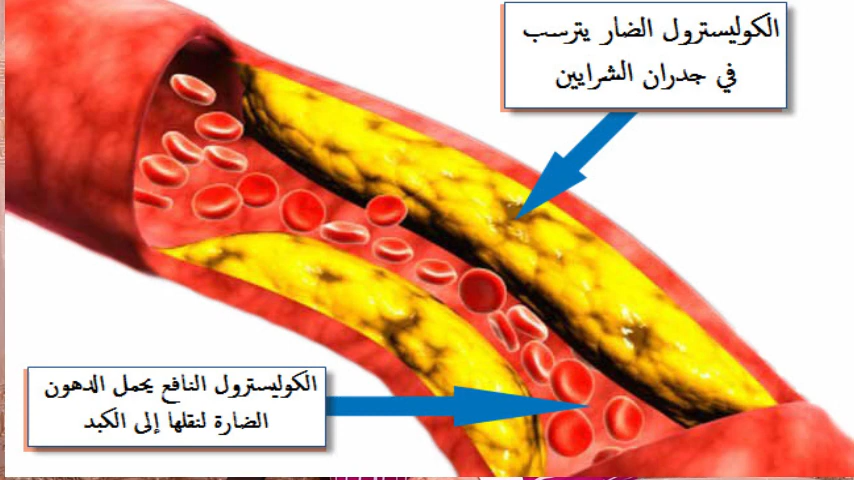 الكوليسترول الضار يترسب
في جدران الشرايين
الكوليسترول النافع يحمل الدهون
الضارة لنقلها إلى الكبد